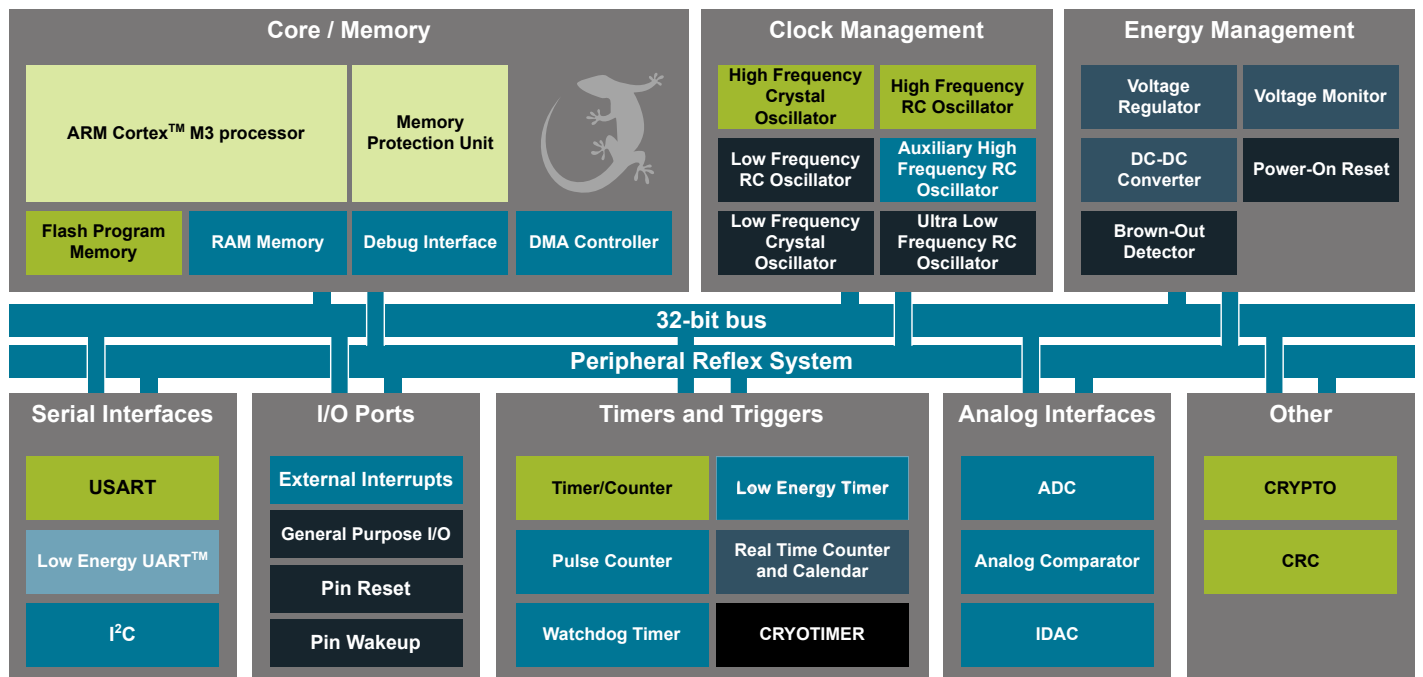 Core / Memory
ARM Cortex™ M3 processor
Memory
Protection Unit
Flash Program
Memory
RAM Memory
Debug Interface
DMA Controller
Clock Management
High Frequency
Crystal
Oscillator
High Frequency
RC Oscillator
Low Frequency
RC Oscillator
Auxiliary High
Frequency RC
Oscillator
Low Frequency
Crystal
Oscillator
Ultra Low
Frequency RC
Oscillator
Energy Management
Voltage
Regulator
Voltage Monitor
DC-DC
Converter
Power-On Reset
Brown-Out
Detector
32-bit bus
Peripheral Reflex System
Serial Interfaces
USART
Low Energy UART™
I²C
I/O Ports
External Interrupts
General Purpose I/O
Pin Reset
Pin Wakeup
Timers and Triggers
Timer/Counter
Low Energy Timer
Pulse Counter
Real Time Counter
and Calendar
Watchdog Timer
CRYOTIMER
Analog Interfaces
ADC
Analog Comparator
IDAC
Other
CRYPTO
CRC